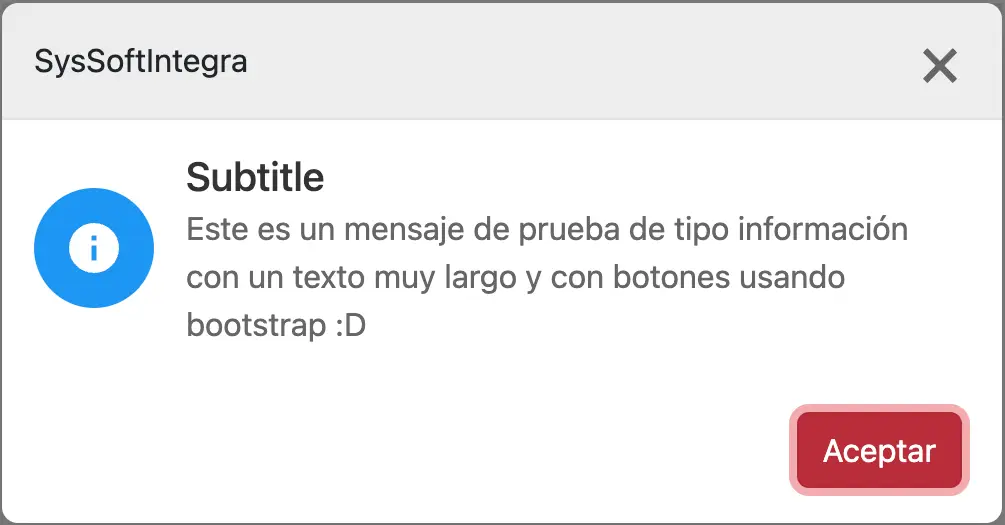 SysSoftIntegra
Subtitle
Este es un mensaje de prueba de tipo información
con un texto muy largo y con botones usando
bootstrap :D
Aceptar